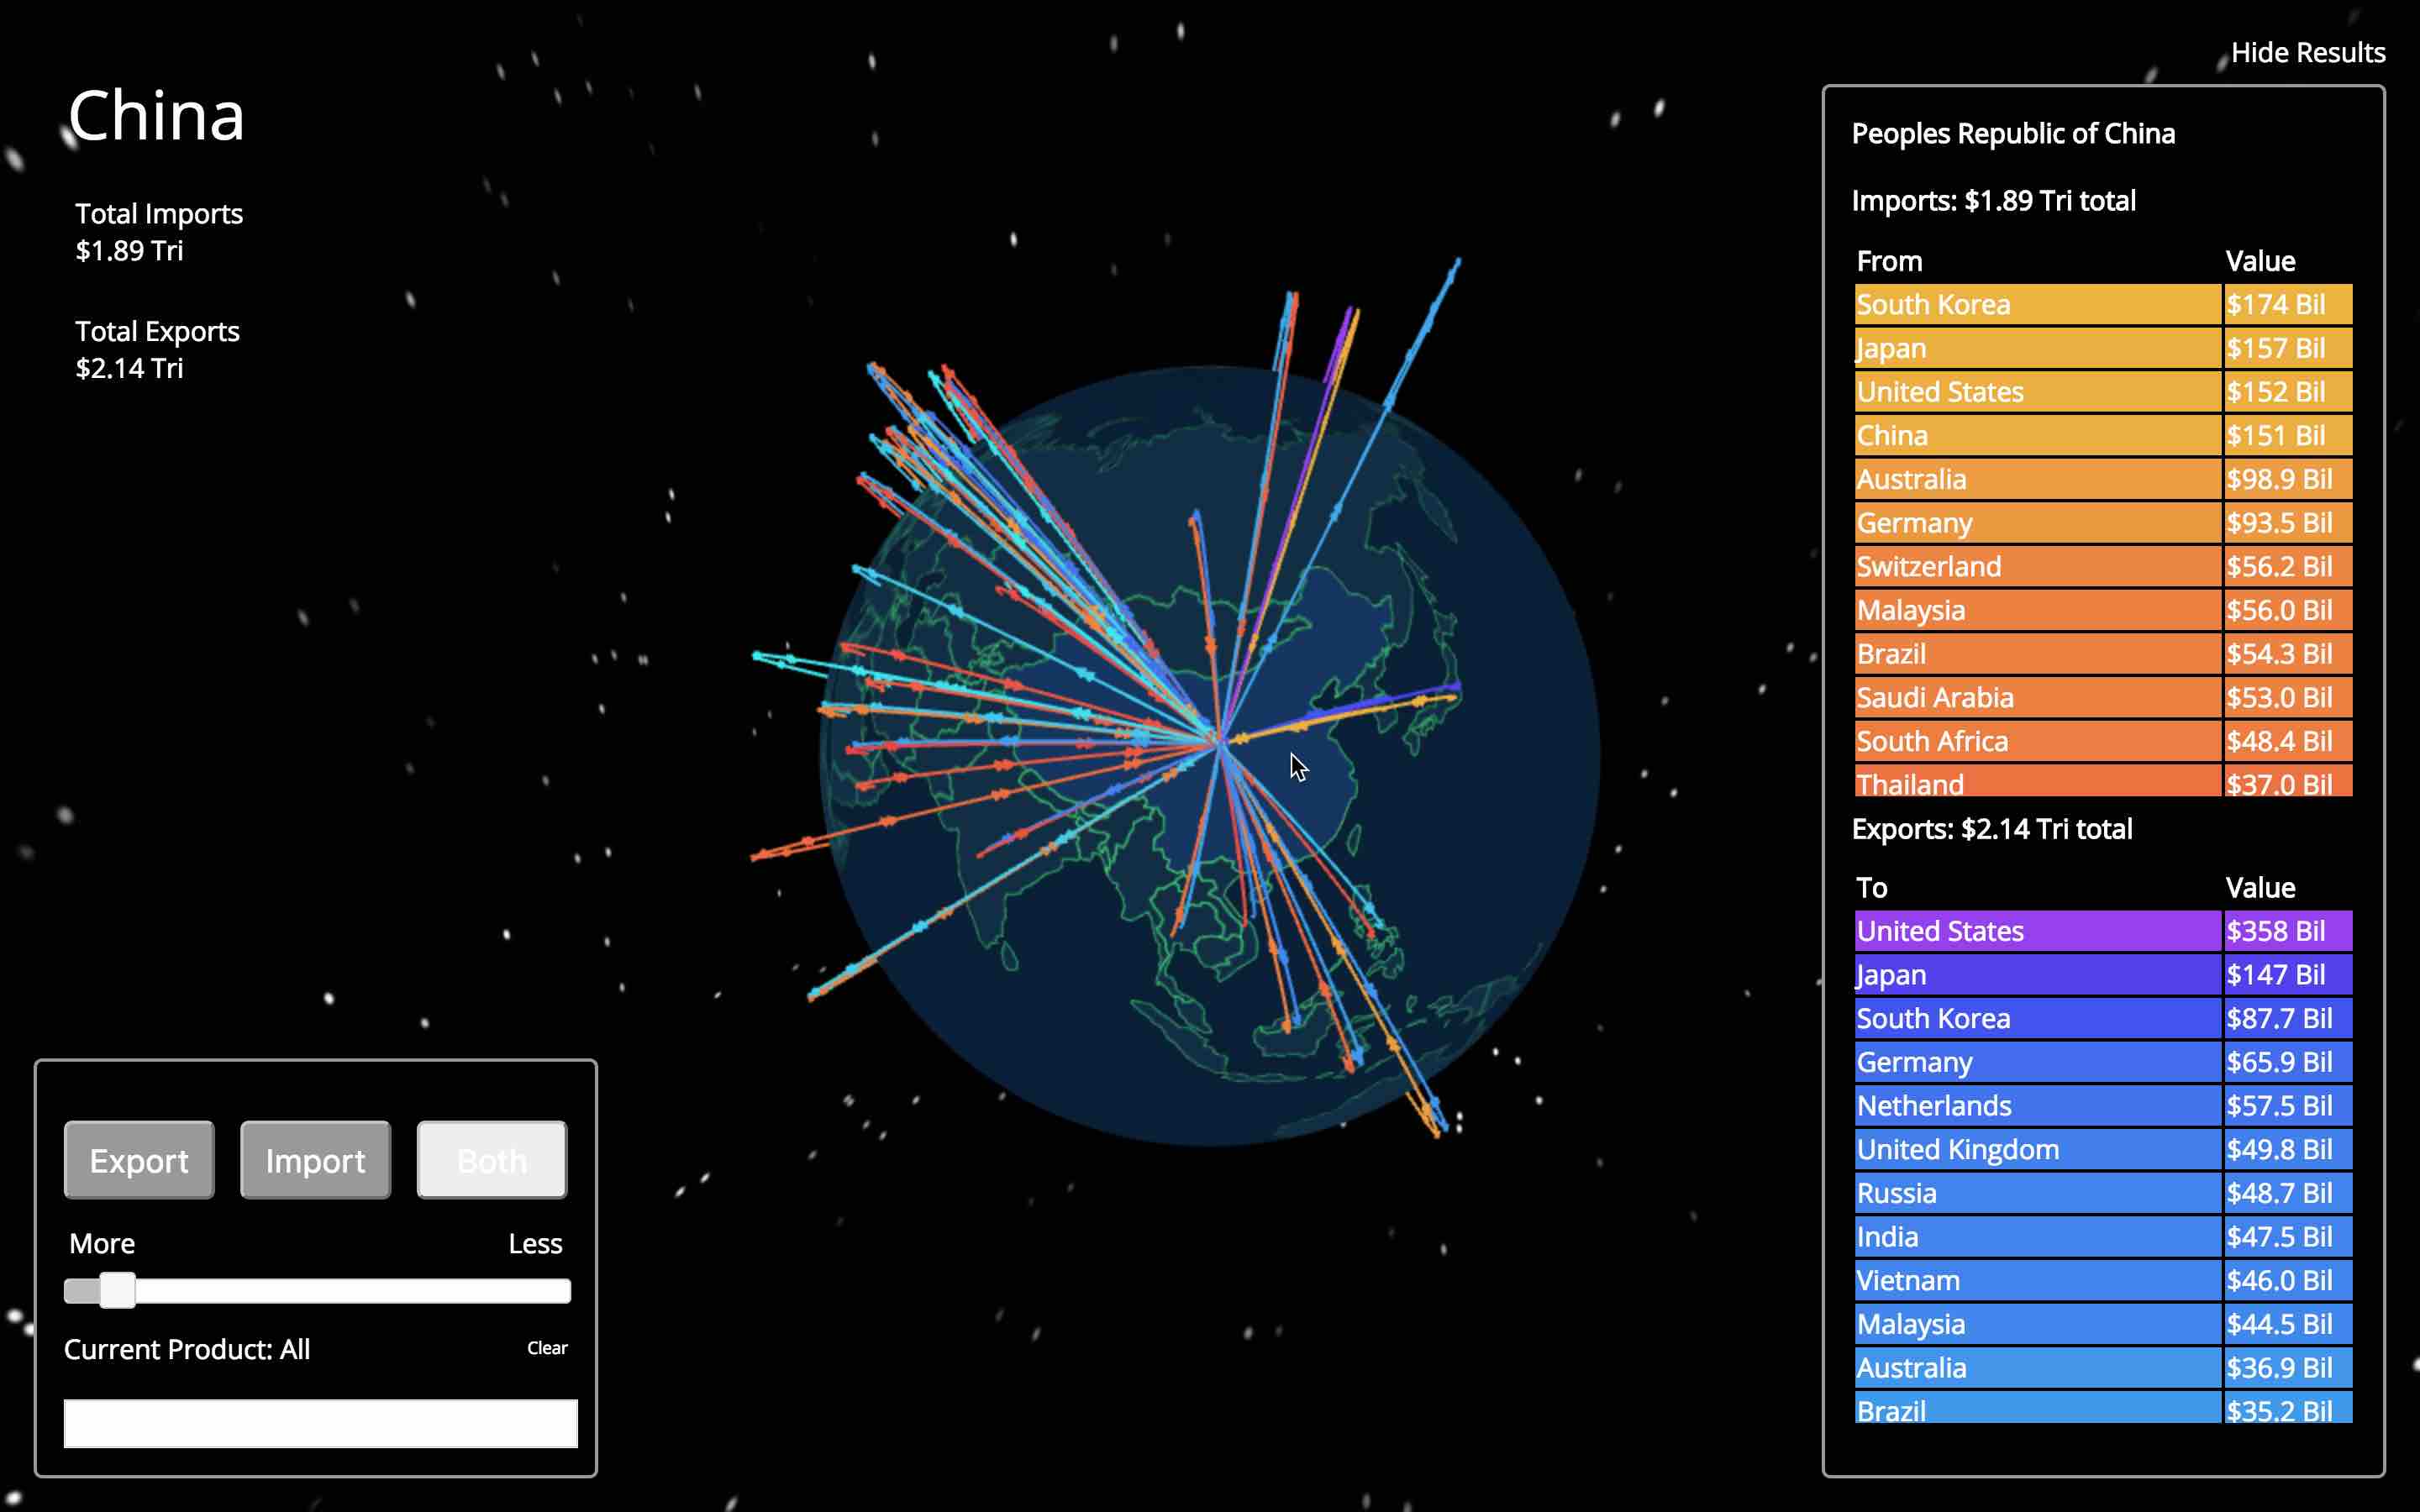 Hide Results
China
Total Imports
$1.89 Tri
Total Exports
$2.14 Tri
Export Import Both
More Less
Current Product: All Clear
Peoples Republic of China
Imports: $1.89 Tri total
From Value
South Korea $174 Bil
Japan $157 Bil
United States $152 Bil
China $151 Bil
Australia $98.9 Bil
Germany $93.5 Bil
Switzerland $56.2 Bil
Malaysia $56.0 Bil
Brazil $54.3 Bil
Saudi Arabia $53.0 Bil
South Africa $48.4 Bil
Thailand $37.0 Bil
Exports: $2.14 Tri total
To Value
United States $358 Bil
Japan $147 Bil
South Korea $87.7 Bil
Germany $65.9 Bil
Netherlands $57.5 Bil
United Kingdom $49.8 Bil
Russia $48.7 Bil
India $47.5 Bil
Vietnam $46.0 Bil
Malaysia $44.5 Bil
Australia $36.9 Bil
Brazil $35.2 Bil